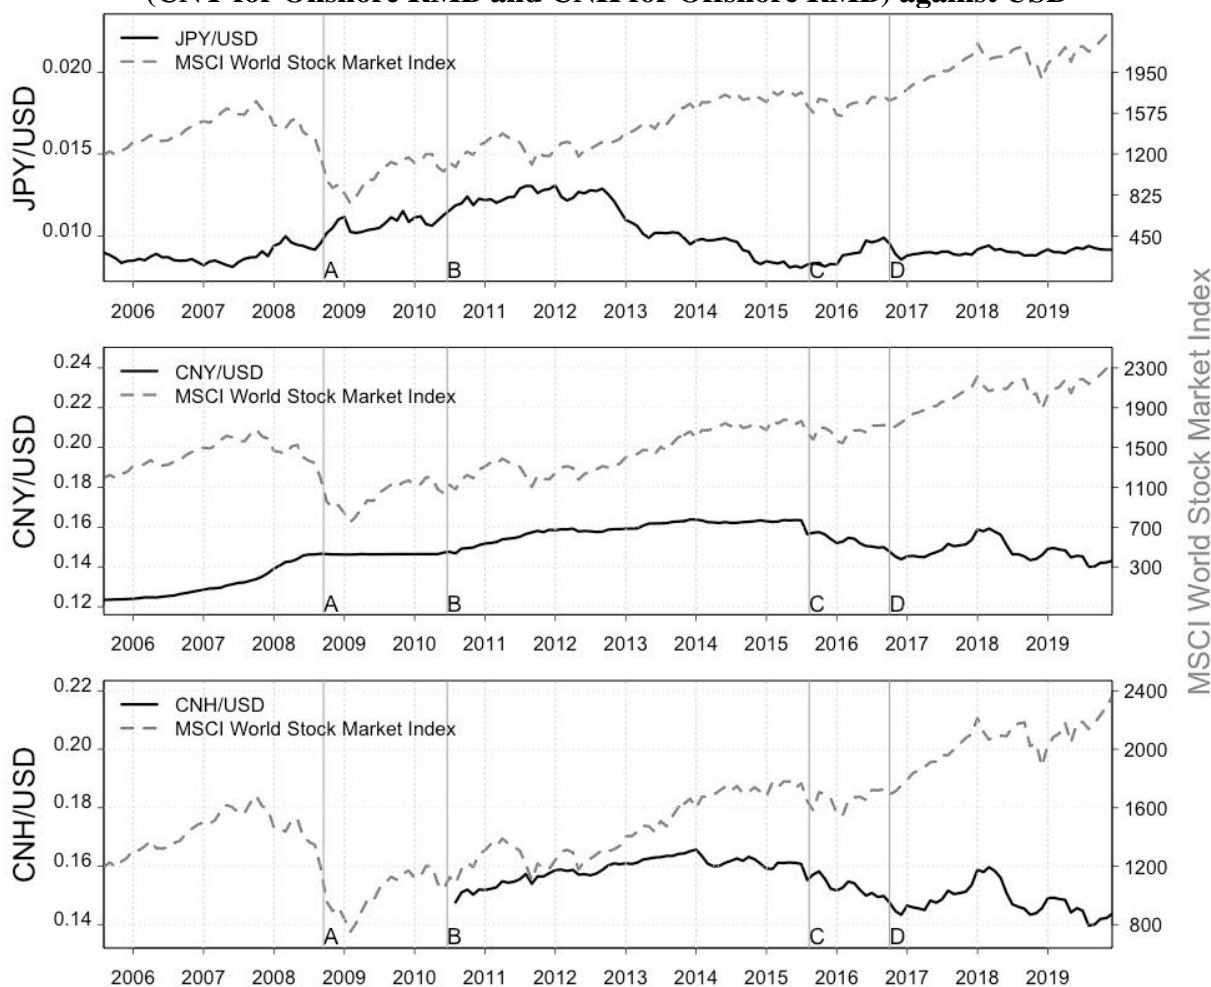 (CNY for Onshore RMB and CNH for Offshore RMB) against USD
JPY/USD
MSCI World Stock Market Index
0.020
0.015
0.010
JPY/USD
1950
1575
1200
825
450
A
B
C
D
2006 2007 2008 2009 2010 2011 2012 2013 2014 2015 2016 2017 2018 2019
CNY/USD
MSCI World Stock Market Index
0.24
0.22
0.20
0.18
0.16
0.14
0.12
CNY/USD
2300
1900
1500
1100
700
300
A
B
C
D
2006 2007 2008 2009 2010 2011 2012 2013 2014 2015 2016 2017 2018 2019
CNH/USD
MSCI World Stock Market Index
0.22
0.20
0.18
0.16
0.14
CNH/USD
2400
2000
1600
1200
800
A
B
C
D
2006 2007 2008 2009 2010 2011 2012 2013 2014 2015 2016 2017 2018 2019
MSCI World Stock Market Index